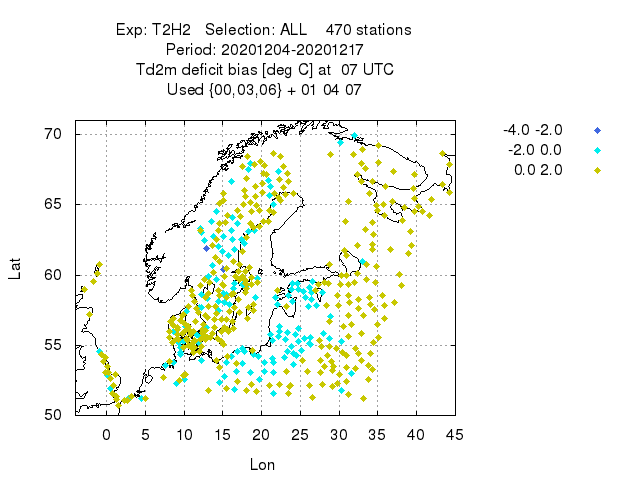 Exp: T2H2   Selection: ALL    470 stations
Period: 20201204-20201217
Td2m deficit bias [deg C] at  07 UTC
Used {00,03,06} + 01 04 07
-4.0 -2.0
-2.0 0.0
0.0 2.0
70
65
60
55
50
Lat
0 5 10 15 20 25 30 35 40 45
Lon